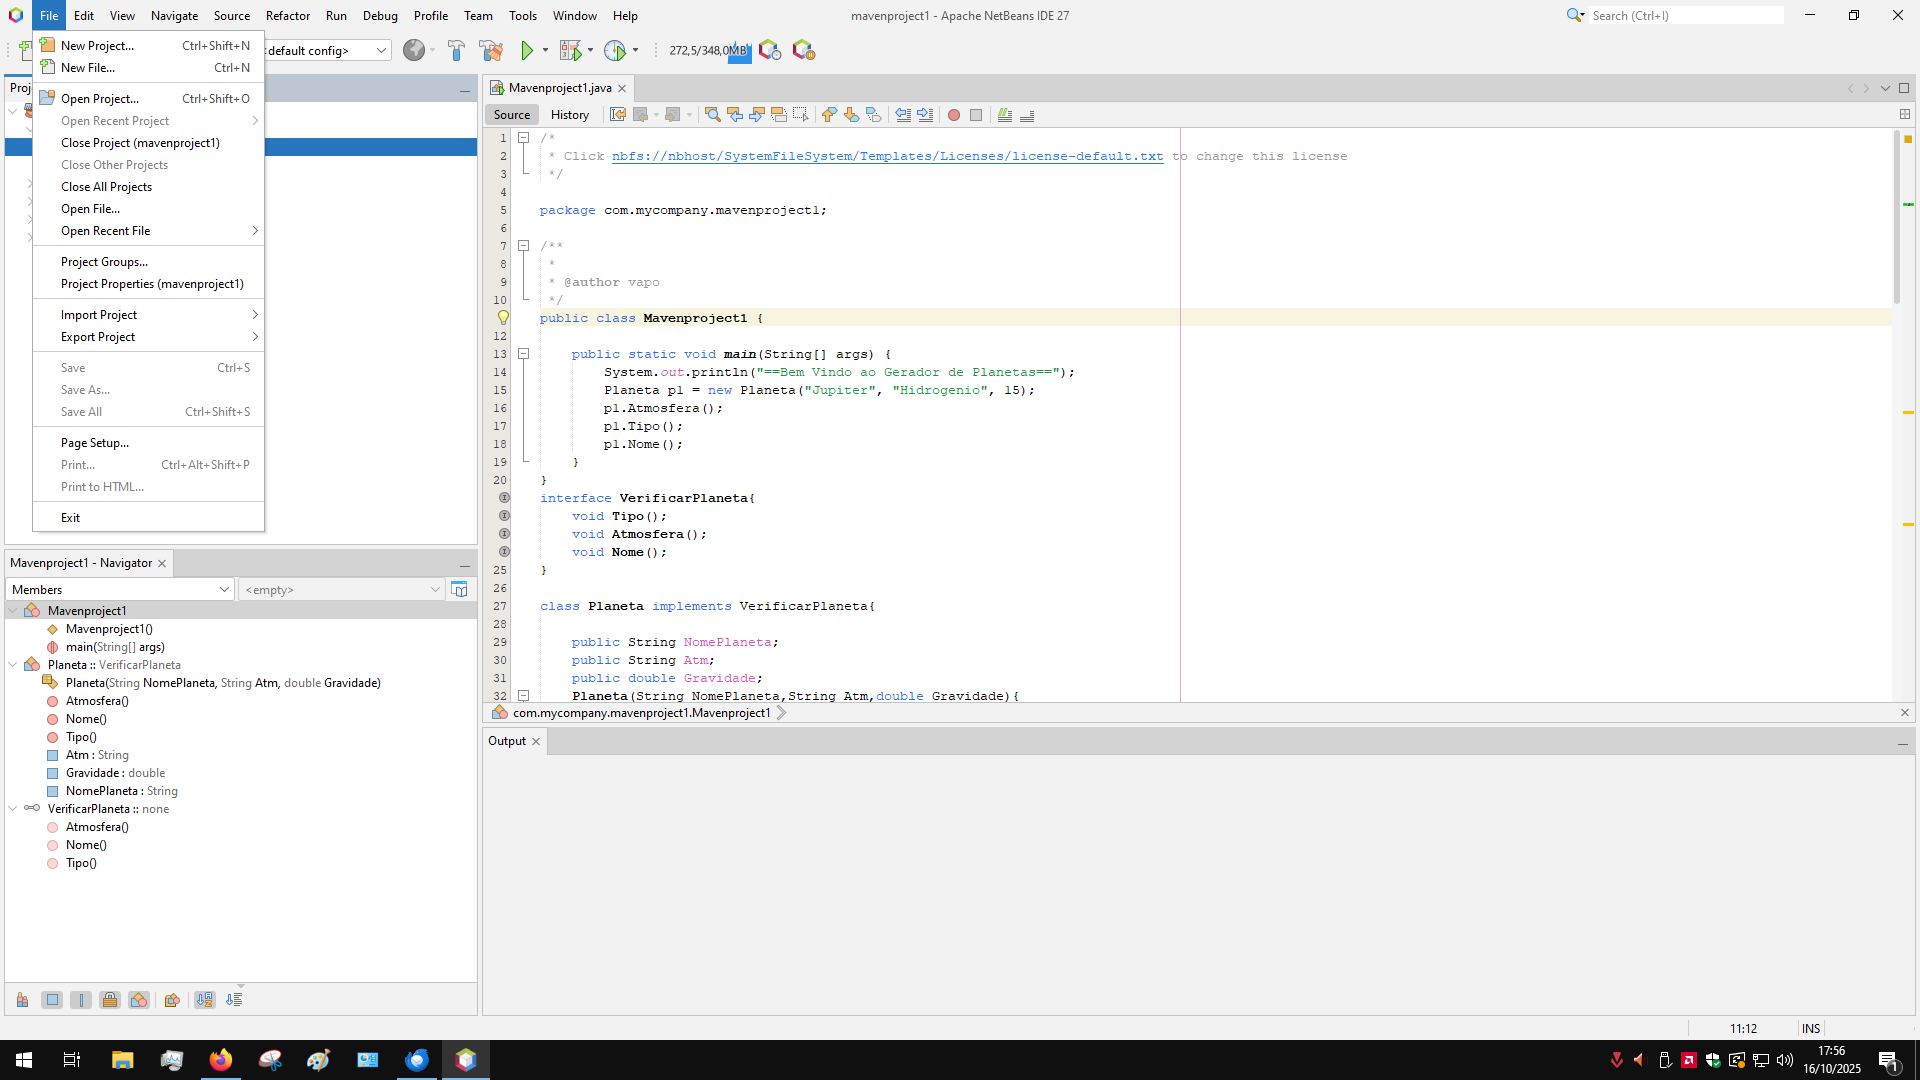 File Edit View Navigate Source Refactor Run Debug Profile Team Tools Window Help
mavenproject1 - Apache NetBeans IDE 27
Search (Ctrl+I)
New Project... Ctrl+Shift+N
New File... Ctrl+N
Open Project... Ctrl+Shift+O
Open Recent Project
Close Project (mavenproject1)
Close Other Projects
Close All Projects
Open File...
Open Recent File
Project Groups...
Project Properties (mavenproject1)
Import Project
Export Project
Save Ctrl+S
Save As...
Save All Ctrl+Shift+S
Page Setup...
Print... Ctrl+Alt+Shift+P
Print to HTML...
Exit
default config>
272,5/348,0MB
Proj
Mavenproject1.java
Source History
1 /*
2 * Click nbfs://nbhost/SystemFileSystem/Templates/Licenses/license-default.txt to change this license
3 */
4
5 package com.mycompany.mavenproject1;
6
7 /**
8 *
9 * @author vapo
10 */
public class Mavenproject1 {
12
13 public static void main(String[] args) {
14 System.out.println("==Bem Vindo ao Gerador de Planetas==");
15 Planeta p1 = new Planeta("Jupiter", "Hidrogenio", 15);
16 p1.Atmosfera();
17 p1.Tipo();
18 p1.Nome();
19 }
20 }
interface VerificarPlaneta{
void Tipo();
void Atmosfera();
void Nome();
25 }
26
27 class Planeta implements VerificarPlaneta{
28
29 public String NomePlaneta;
30 public String Atm;
31 public double Gravidade;
32 Planeta(String NomePlaneta,String Atm,double Gravidade){
com.mycompany.mavenproject1.Mavenproject1
Mavenproject1 - Navigator
Members
<empty>
Mavenproject1
Mavenproject1()
main(String[] args)
Planeta :: VerificarPlaneta
Planeta(String NomePlaneta, String Atm, double Gravidade)
Atmosfera()
Nome()
Tipo()
Atm : String
Gravidade : double
NomePlaneta : String
VerificarPlaneta :: none
Atmosfera()
Nome()
Tipo()
Output
11:12 INS
17:56
16/10/2025
1